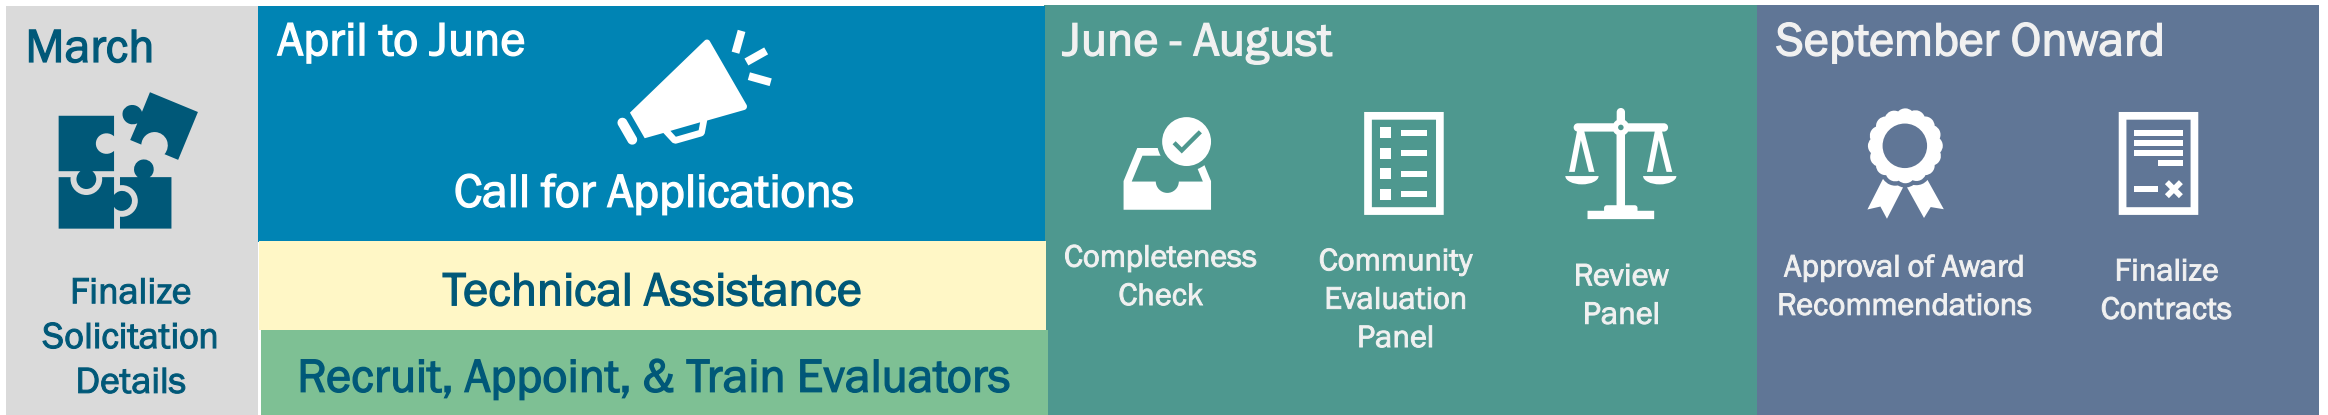 March
Finalize
Solicitation
Details
April to June
Call for Applications
Technical Assistance
Recruit, Appoint, & Train Evaluators
June - August
Completeness
Check
Community
Evaluation
Panel
Review
Panel
September Onward
Approval of Award
Recommendations
Finalize
Contracts